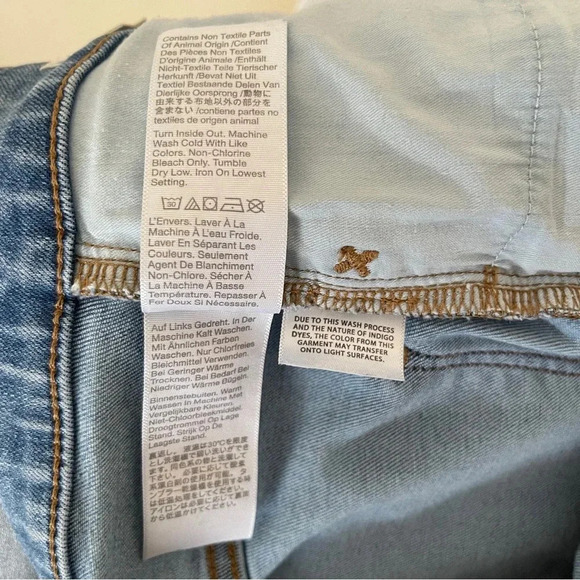 Contains Non Textile Parts
Of Animal Origin /Contient
Des Pièces Non Textiles
D'origine Animale /Enthält
Nicht-Textile Teile Tierischer
Herkunft /Bevat Niet Uit
Textiel Bestaande Delen Van
Dierlijke Oorsprong /動物に
由来する布地以外の部分を
含まない /contiene partes no
textiles de origen animal
Turn Inside Out. Machine
Wash Cold With Like
Colors. Non-Chlorine
Bleach Only. Tumble
Dry Low. Iron On Lowest
Setting.
30
L'Envers. Laver À La
Machine À L'eau Froide.
Laver En Séparant Les
Couleurs. Seulement
Agent De Blanchiment
Non-Chlore. Sécher À
La Machine À Basse
Température. Repasser À
Fer Doux Si Nécessaire.
Auf Links Gedreht. In Der
Maschine Kalt Waschen.
Mit Ähnlichen Farben
Waschen. Nur Chlorfreies
Bleichmittel Verwenden.
Bei Geringer Wärme
Trocknen. Bei Bedarf Bei
Niedriger Wärme Bügeln.
Binnenstebuiten. Warm
Wassen In Machine Met
Vergelijkbare Kleuren.
Niet-Chloorbleekmiddel.
Droogtrommel Op Lage
Stand. Strijk Op De
Laagste Stand.
DUE TO THIS WASH PROCESS
AND THE NATURE OF INDIGO
DYES, THE COLOR FROM THIS
GARMENT MAY TRANSFER
ONTO LIGHT SURFACES.